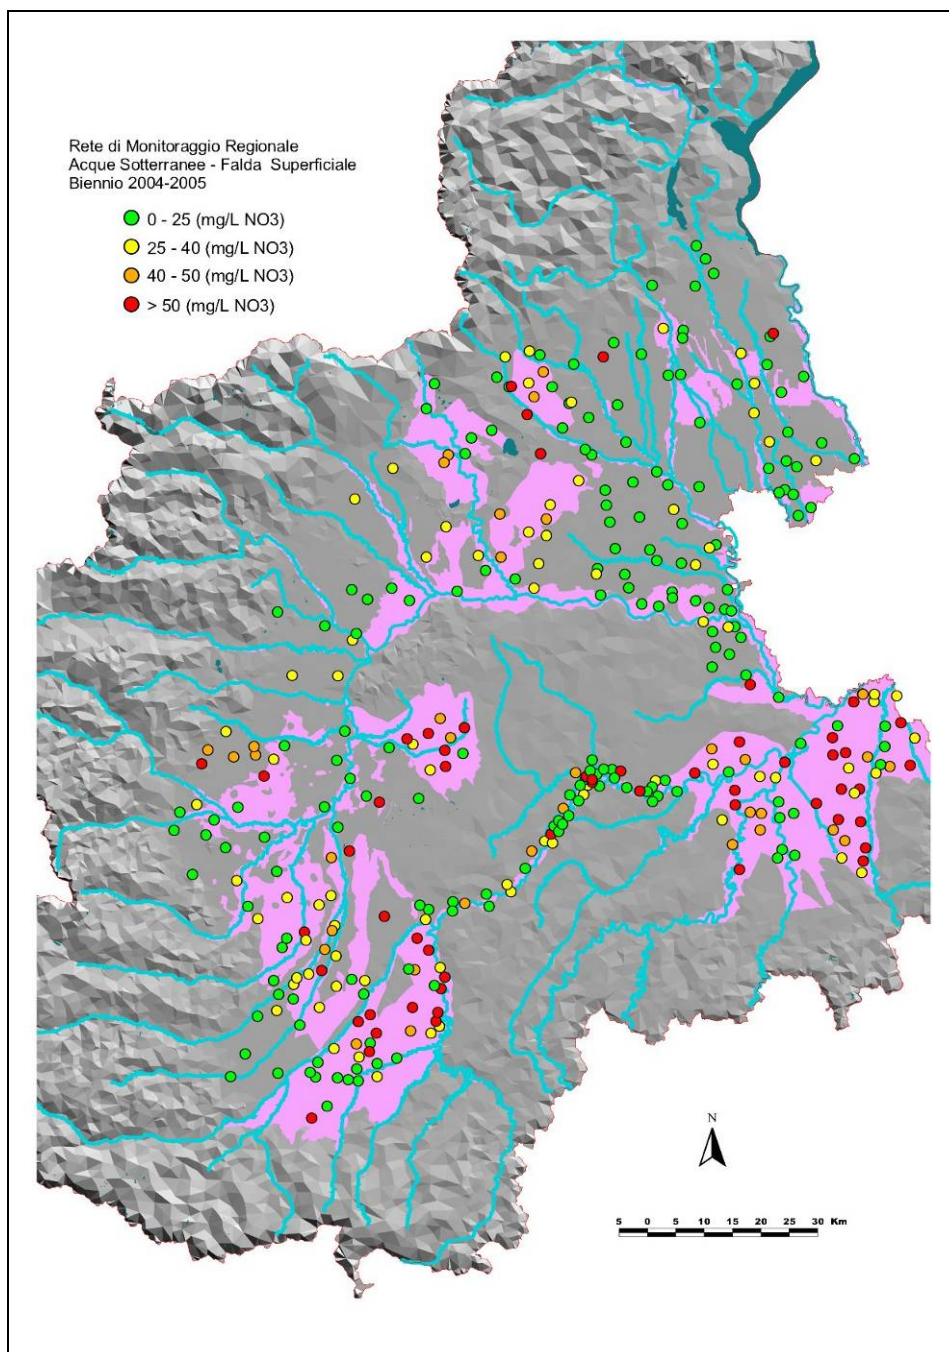 Rete di Monitoraggio Regionale
Acque Sotterranee - Falda Superficiale
Biennio 2004-2005
0 - 25 (mg/L NO3)
25 - 40 (mg/L NO3)
40 - 50 (mg/L NO3)
> 50 (mg/L NO3)
N
5 0 5 10 15 20 25 30 Km